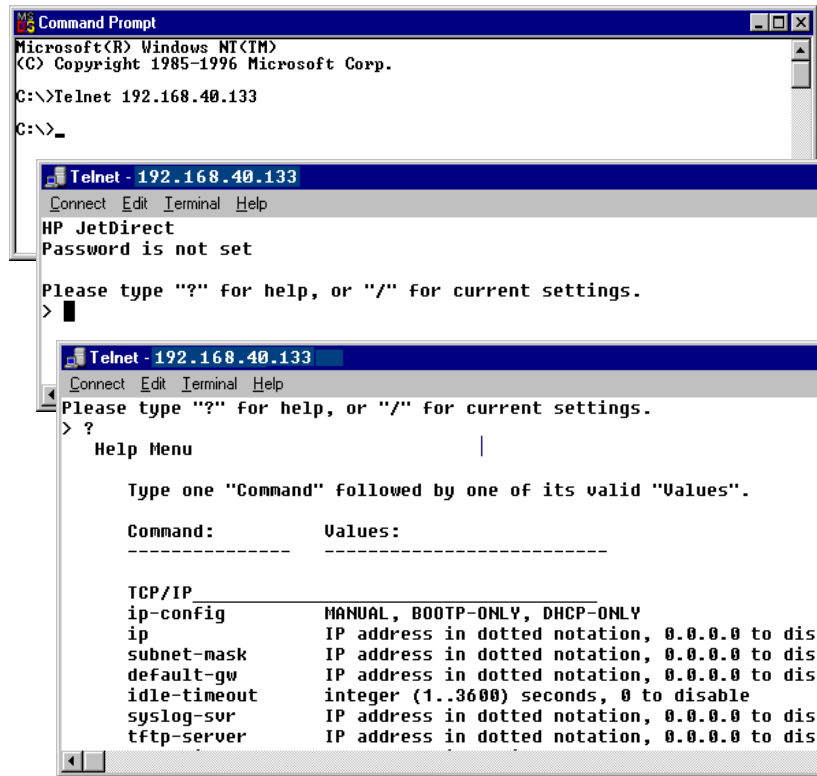 Command Prompt
Microsoft(R) Windows NT(TM)
(C) Copyright 1985-1996 Microsoft Corp.
C:\>Telnet 192.168.40.133
C:\>_
Telnet - 192.168.40.133
Connect Edit Terminal Help
HP JetDirect
Password is not set
Please type "?" for help, or "/" for current settings.
>
Telnet - 192.168.40.133
Connect Edit Terminal Help
Please type "?" for help, or "/" for current settings.
> ?
Help Menu
Type one "Command" followed by one of its valid "Values".
Command: Values:
--------------- --------------------------
TCP/IP_____________________________________
ip-config MANUAL, BOOTP-ONLY, DHCP-ONLY
ip IP address in dotted notation, 0.0.0.0 to dis
subnet-mask IP address in dotted notation, 0.0.0.0 to dis
default-gw IP address in dotted notation, 0.0.0.0 to dis
idle-timeout integer (1..3600) seconds, 0 to disable
syslog-svr IP address in dotted notation, 0.0.0.0 to dis
tftp-server IP address in dotted notation, 0.0.0.0 to dis